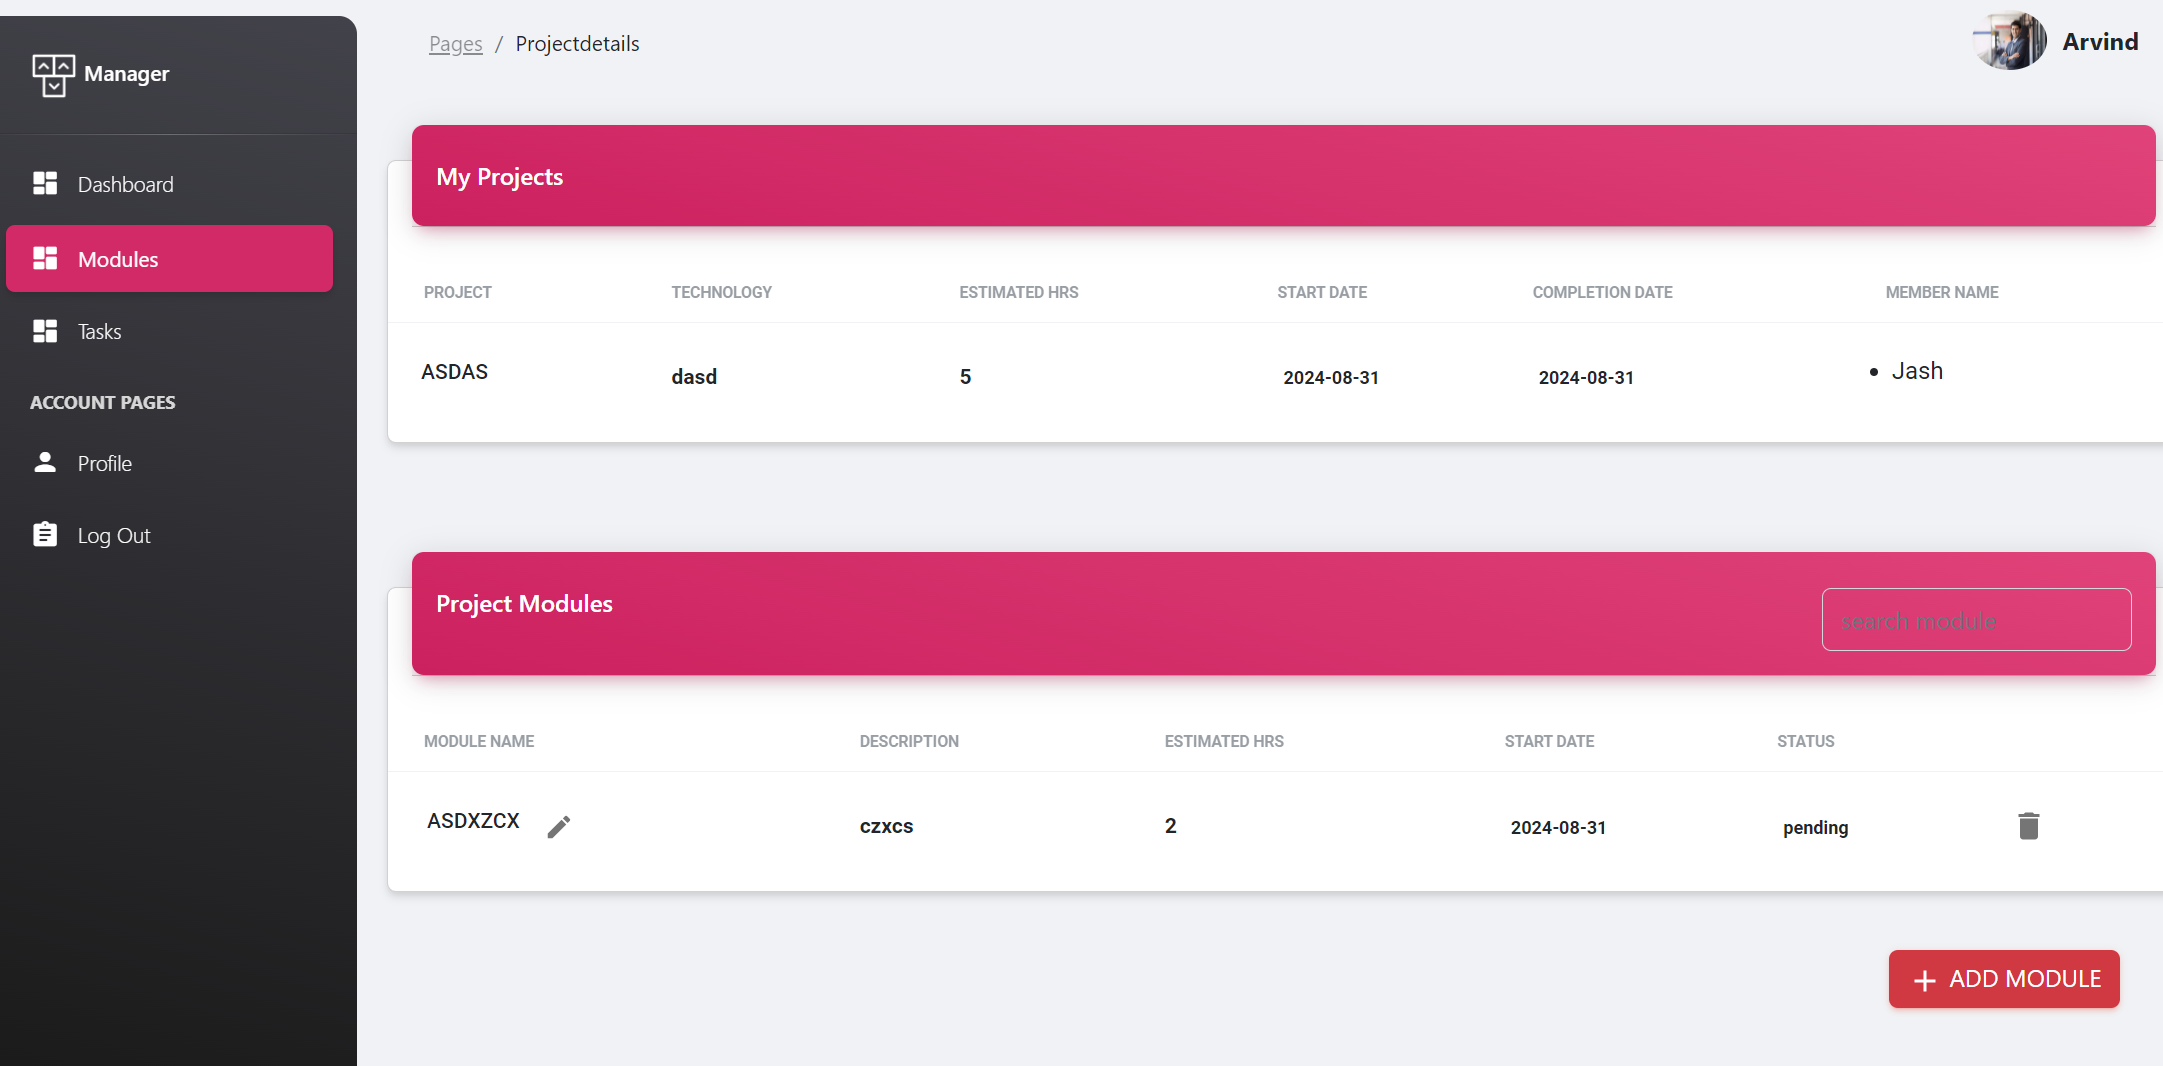 Manager
Dashboard
Modules
Tasks
ACCOUNT PAGES
Profile
Log Out
Pages / Projectdetails
Arvind
My Projects
PROJECT TECHNOLOGY ESTIMATED HRS START DATE COMPLETION DATE MEMBER NAME
ASDAS dasd 5 2024-08-31 2024-08-31 • Jash
Project Modules
search module
MODULE NAME DESCRIPTION ESTIMATED HRS START DATE STATUS
ASDXZCX czxcs 2 2024-08-31 pending
+ ADD MODULE